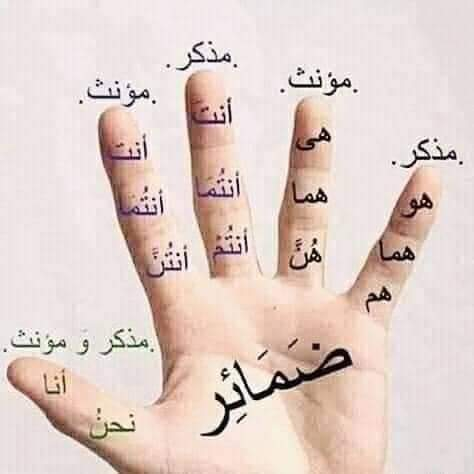 .مذكر.
هو
هما
هم
.مؤنث.
هى
هما
هُنَّ
.مذكر.
أنتَ
أنتُمَا
أنتُمْ
.مؤنث.
أنت
أنتُمَا
أنتُنَّ
.مذكر وَ مؤنث.
أنا
نحنُ
ضَمَائِر